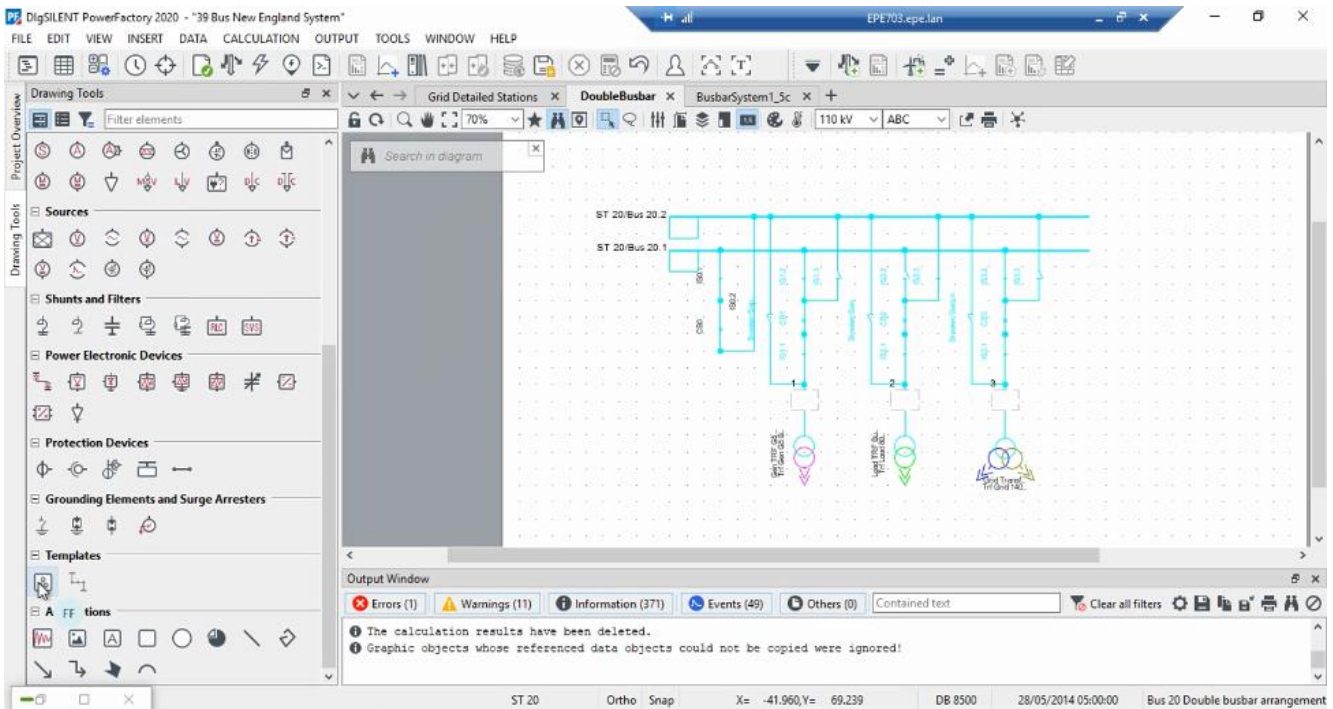 DIgSILENT PowerFactory 2020 - "39 Bus New England System"
EPE703.epe.lan
FILE EDIT VIEW INSERT DATA CALCULATION OUTPUT TOOLS WINDOW HELP
Drawing Tools
Grid Detailed Stations
DoubleBusbar
BusbarSystem1_5c
Project Overview
Drawing Tools
Filter elements
70%
110 kV
ABC
Search in diagram
Sources
Shunts and Filters
RLC
SVS
Power Electronic Devices
Protection Devices
Grounding Elements and Surge Arresters
Templates
A FF tions
ST 20/Bus 20.2
ST 20/Bus 20.1
1
2
3
Output Window
Errors (1)
Warnings (11)
Information (371)
Events (49)
Others (0)
Contained text
Clear all filters
The calculation results have been deleted.
Graphic objects whose referenced data objects could not be copied were ignored!
ST 20
Ortho
Snap
X= -41.960,Y= 69.239
DB 8500
28/05/2014 05:00:00
Bus 20 Double busbar arrangement